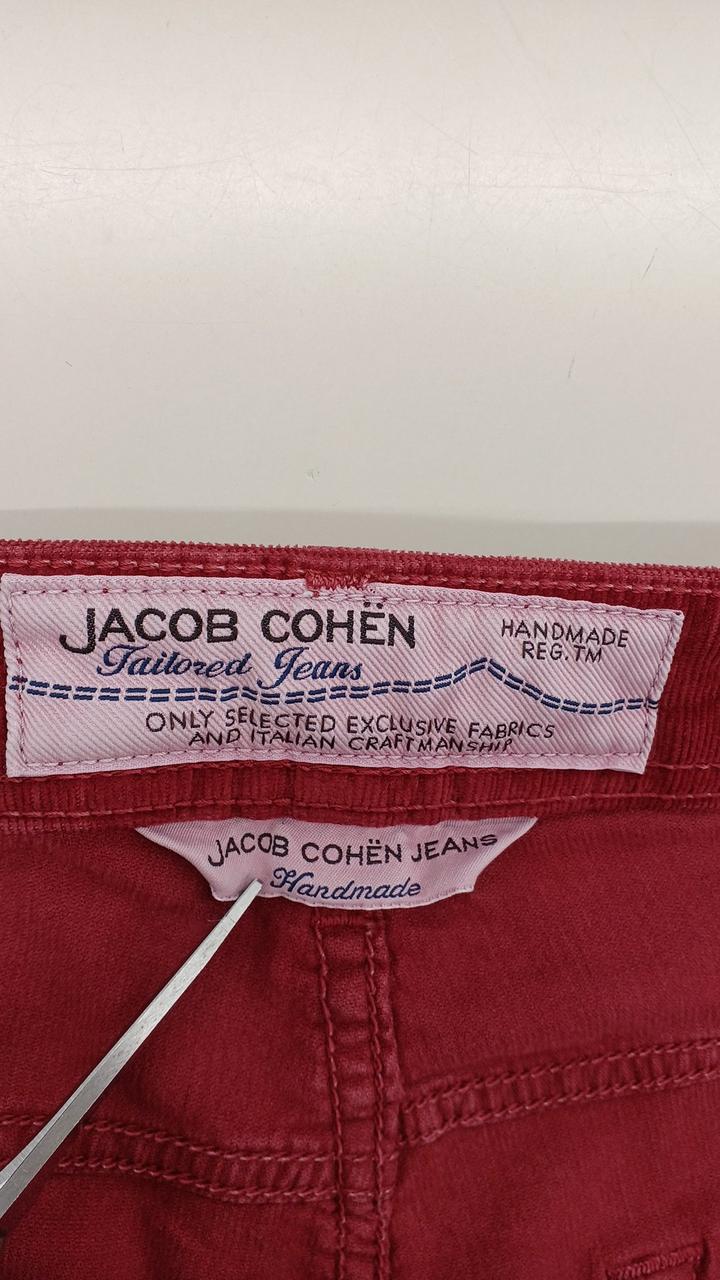 JACOB COHËN
Tailored Jeans
HANDMADE
REG.TM
ONLY SELECTED EXCLUSIVE FABRICS
AND ITALIAN CRAFTMANSHIP
JACOB COHËN JEANS
Handmade